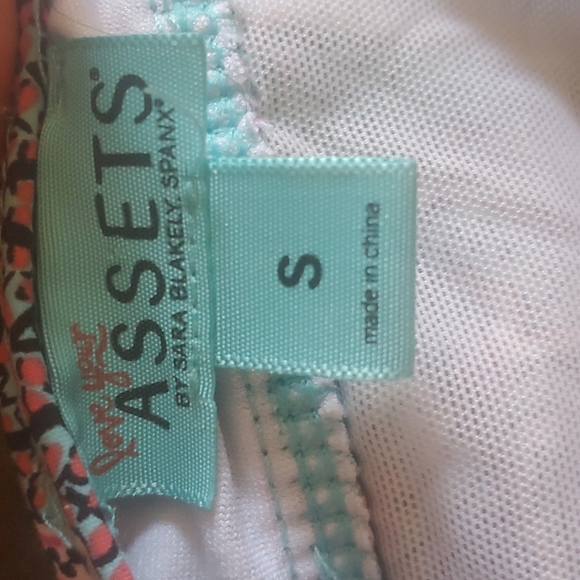 love your
ASSETS®
BY SARA BLAKELY, SPANX®
S
made in china